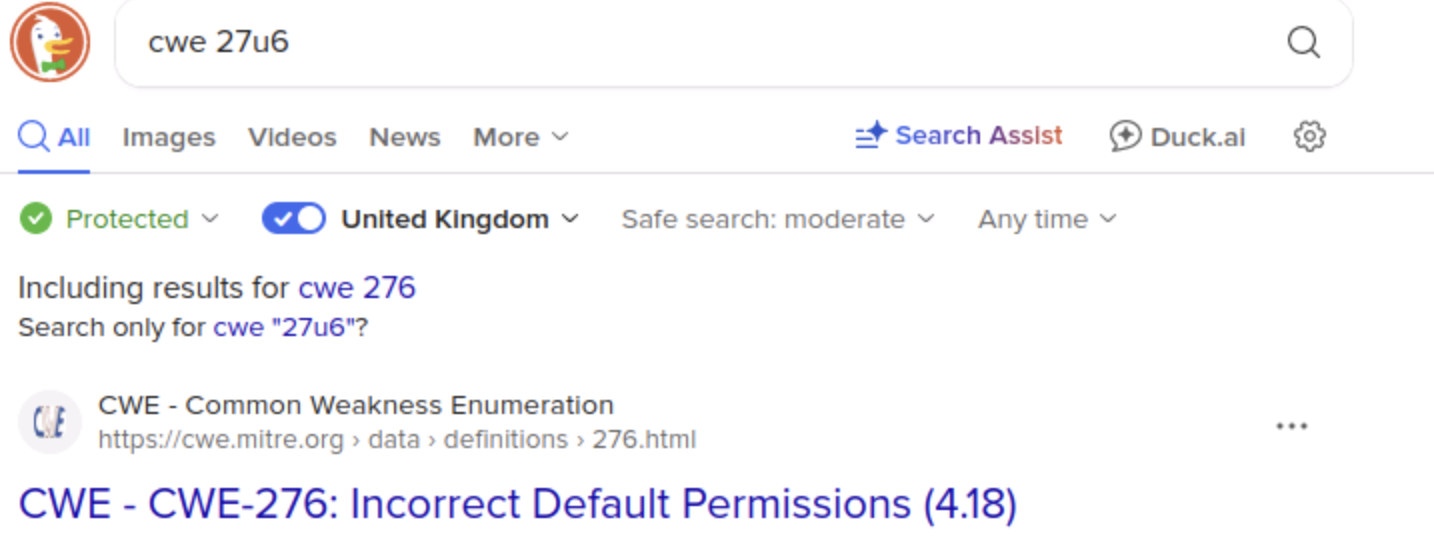 cwe 27u6
All Images Videos News More Search Assist Duck.ai
Protected United Kingdom Safe search: moderate Any time
Including results for cwe 276
Search only for cwe "27u6"?
CWE - Common Weakness Enumeration
https://cwe.mitre.org › data › definitions › 276.html
CWE - CWE-276: Incorrect Default Permissions (4.18)